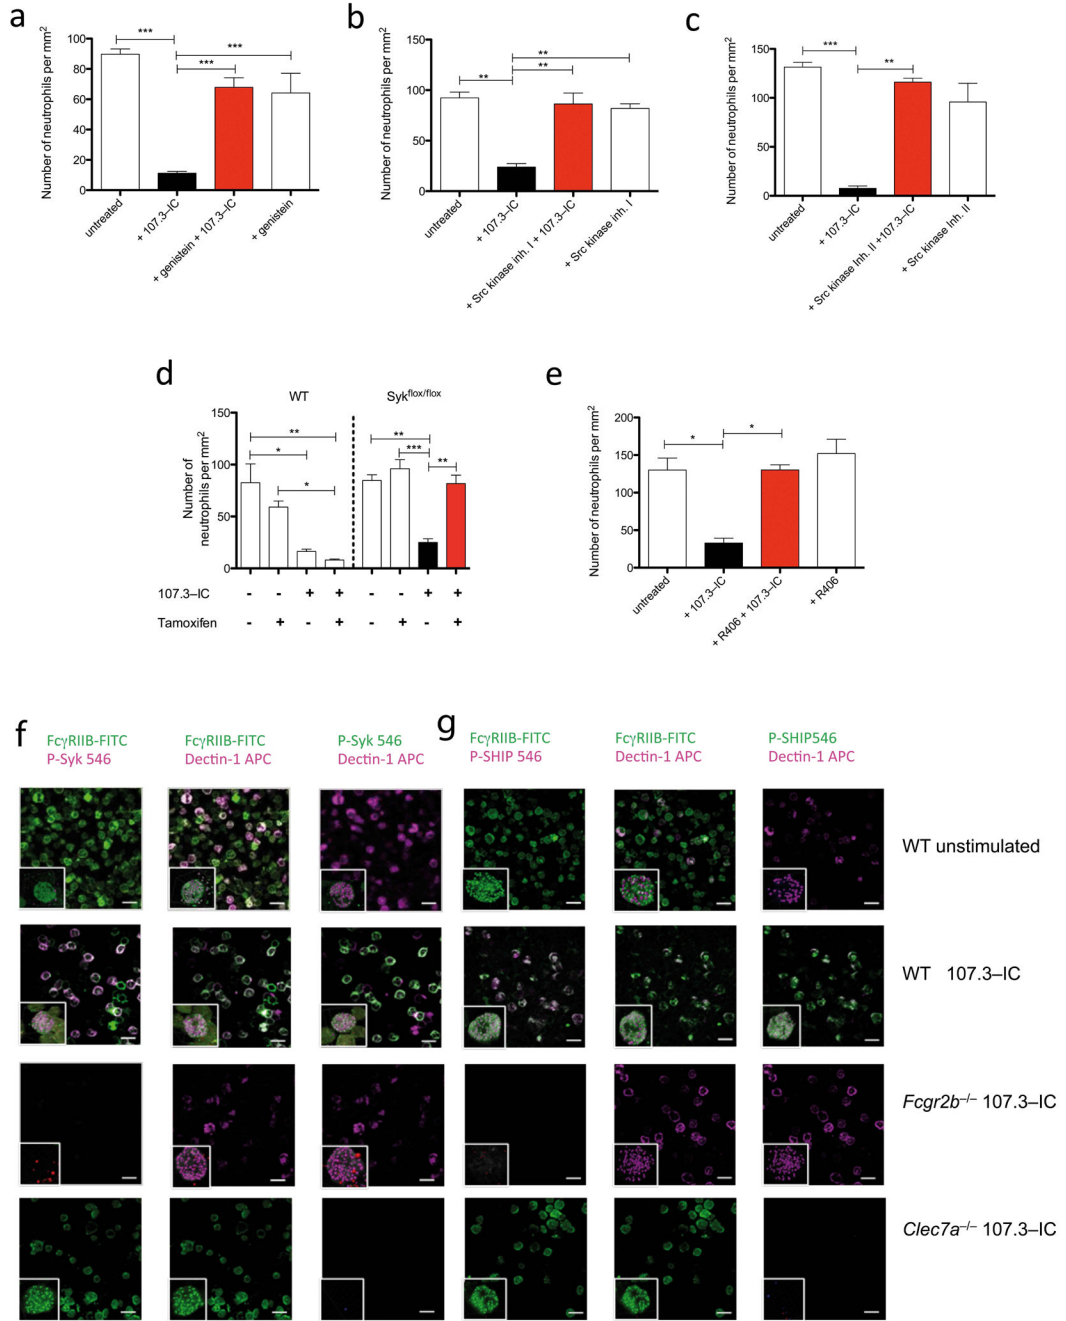 a
Number of neutrophils per mm²
100
80
60
40
20
0
***
***
***
untreated
+ 107.3–IC
+ genistein + 107.3–IC
+ genistein
b
Number of neutrophils per mm²
150
100
50
0
**
**
**
untreated
+ 107.3–IC
+ Src kinase inh. I + 107.3–IC
+ Src kinase inh. I
c
Number of neutrophils per mm²
150
100
50
0
***
**
untreated
+ 107.3–IC
+ Src kinase Inh. II +107.3–IC
+ Src kinase Inh. II
d
WT
Syk^flox/flox
Number of
neutrophils per mm²
150
100
50
0
**
*
*
**
***
**
107.3–IC - - + + - - + +
Tamoxifen - + - + - + - +
e
Number of neutrophils per mm²
200
150
100
50
0
*
*
untreated
+ 107.3–IC
+ R406 + 107.3–IC
+ R406
f
FcγRIIB-FITC
P-Syk 546
FcγRIIB-FITC
Dectin-1 APC
P-Syk 546
Dectin-1 APC
g
FcγRIIB-FITC
P-SHIP 546
FcγRIIB-FITC
Dectin-1 APC
P-SHIP546
Dectin-1 APC
WT unstimulated
WT 107.3–IC
Fcgr2b–/– 107.3–IC
Clec7a–/– 107.3–IC